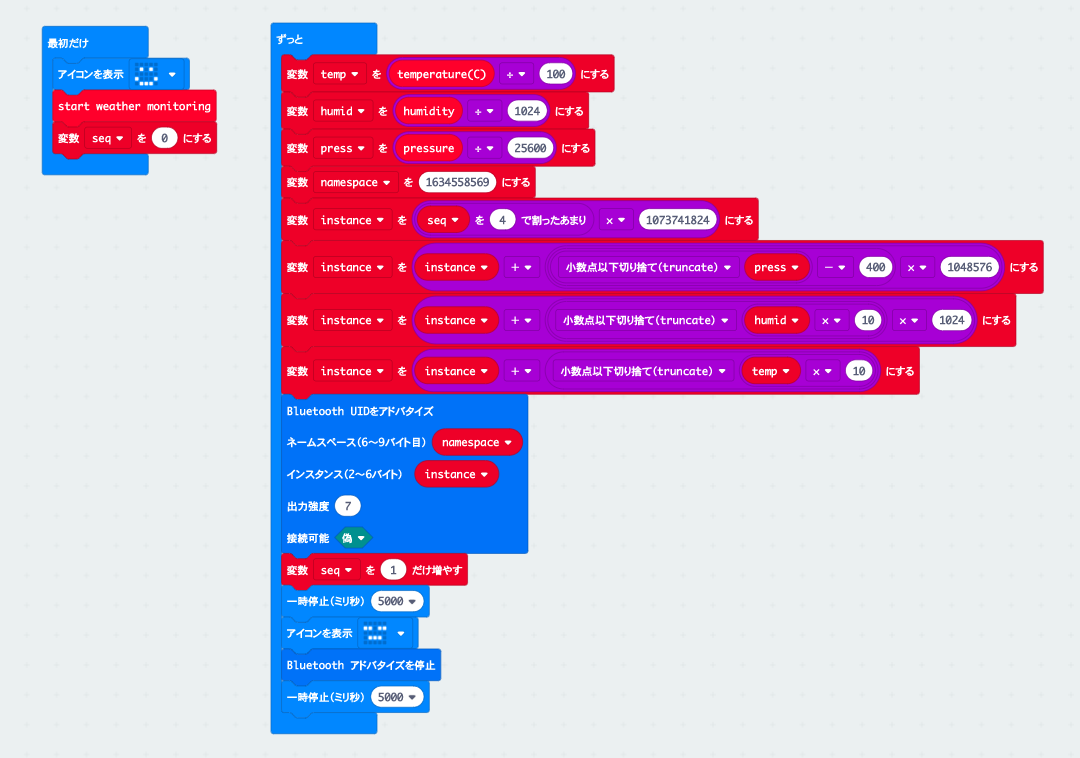 最初だけ
アイコンを表示
start weather monitoring
変数 seq を 0 にする
ずっと
変数 temp を temperature(C) ÷ 100 にする
変数 humid を humidity ÷ 1024 にする
変数 press を pressure ÷ 25600 にする
変数 namespace を 1634558569 にする
変数 instance を seq を 4 で割ったあまり × 1073741824 にする
変数 instance を instance + 小数点以下切り捨て(truncate) press - 400 × 1048576 にする
変数 instance を instance + 小数点以下切り捨て(truncate) humid × 10 × 1024 にする
変数 instance を instance + 小数点以下切り捨て(truncate) temp × 10 にする
Bluetooth UIDをアドバタイズ
ネームスペース(6〜9バイト目) namespace
インスタンス(2〜6バイト) instance
出力強度 7
接続可能 偽
変数 seq を 1 だけ増やす
一時停止(ミリ秒) 5000
アイコンを表示
Bluetooth アドバタイズを停止
一時停止(ミリ秒) 5000